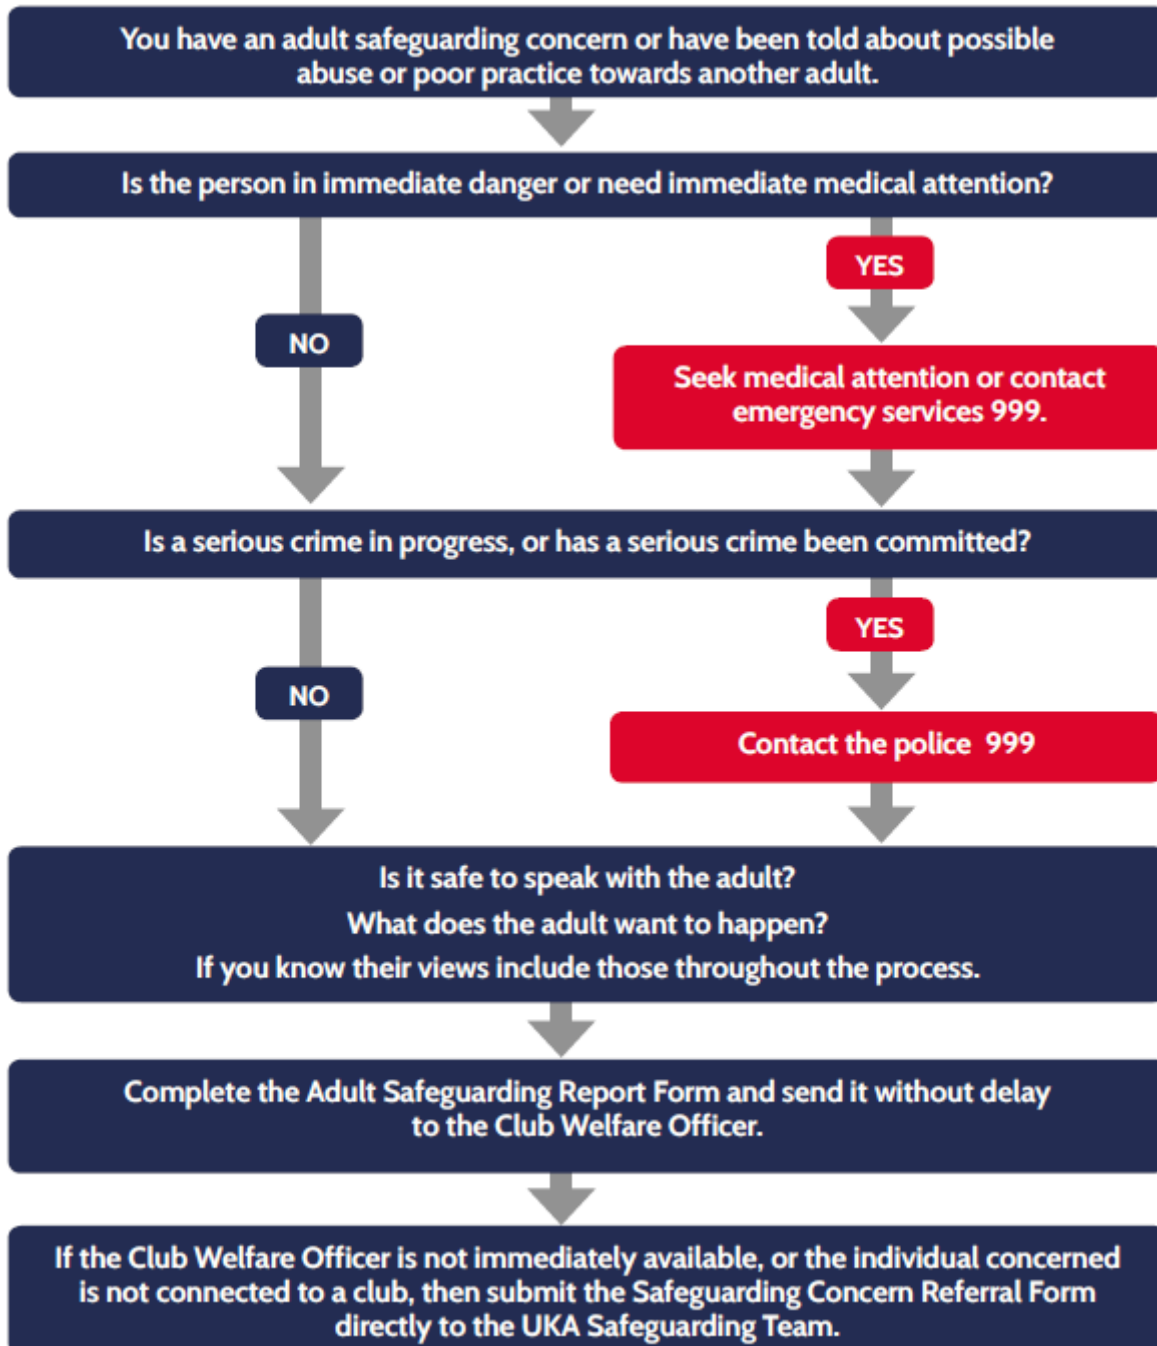 You have an adult safeguarding concern or have been told about possible
abuse or poor practice towards another adult.
Is the person in immediate danger or need immediate medical attention?
YES
NO
Seek medical attention or contact
emergency services 999.
Is a serious crime in progress, or has a serious crime been committed?
YES
NO
Contact the police 999
Is it safe to speak with the adult?
What does the adult want to happen?
If you know their views include those throughout the process.
Complete the Adult Safeguarding Report Form and send it without delay
to the Club Welfare Officer.
If the Club Welfare Officer is not immediately available, or the individual concerned
is not connected to a club, then submit the Safeguarding Concern Referral Form
directly to the UKA Safeguarding Team.